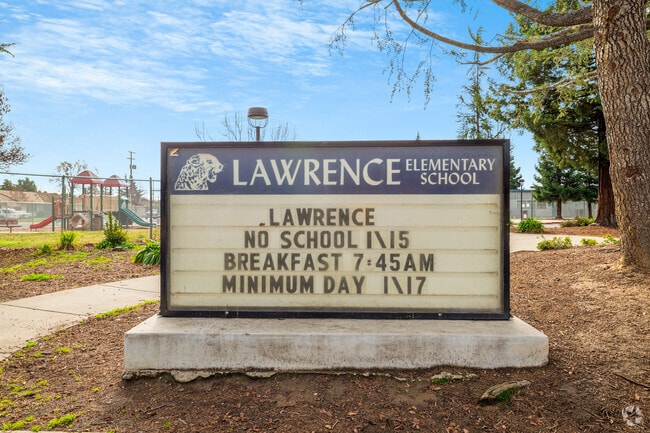 LAWRENCE ELEMENTARY SCHOOL
LAWRENCE
NO SCHOOL 1\15
BREAKFAST 7:45AM
MINIMUM DAY 1\17